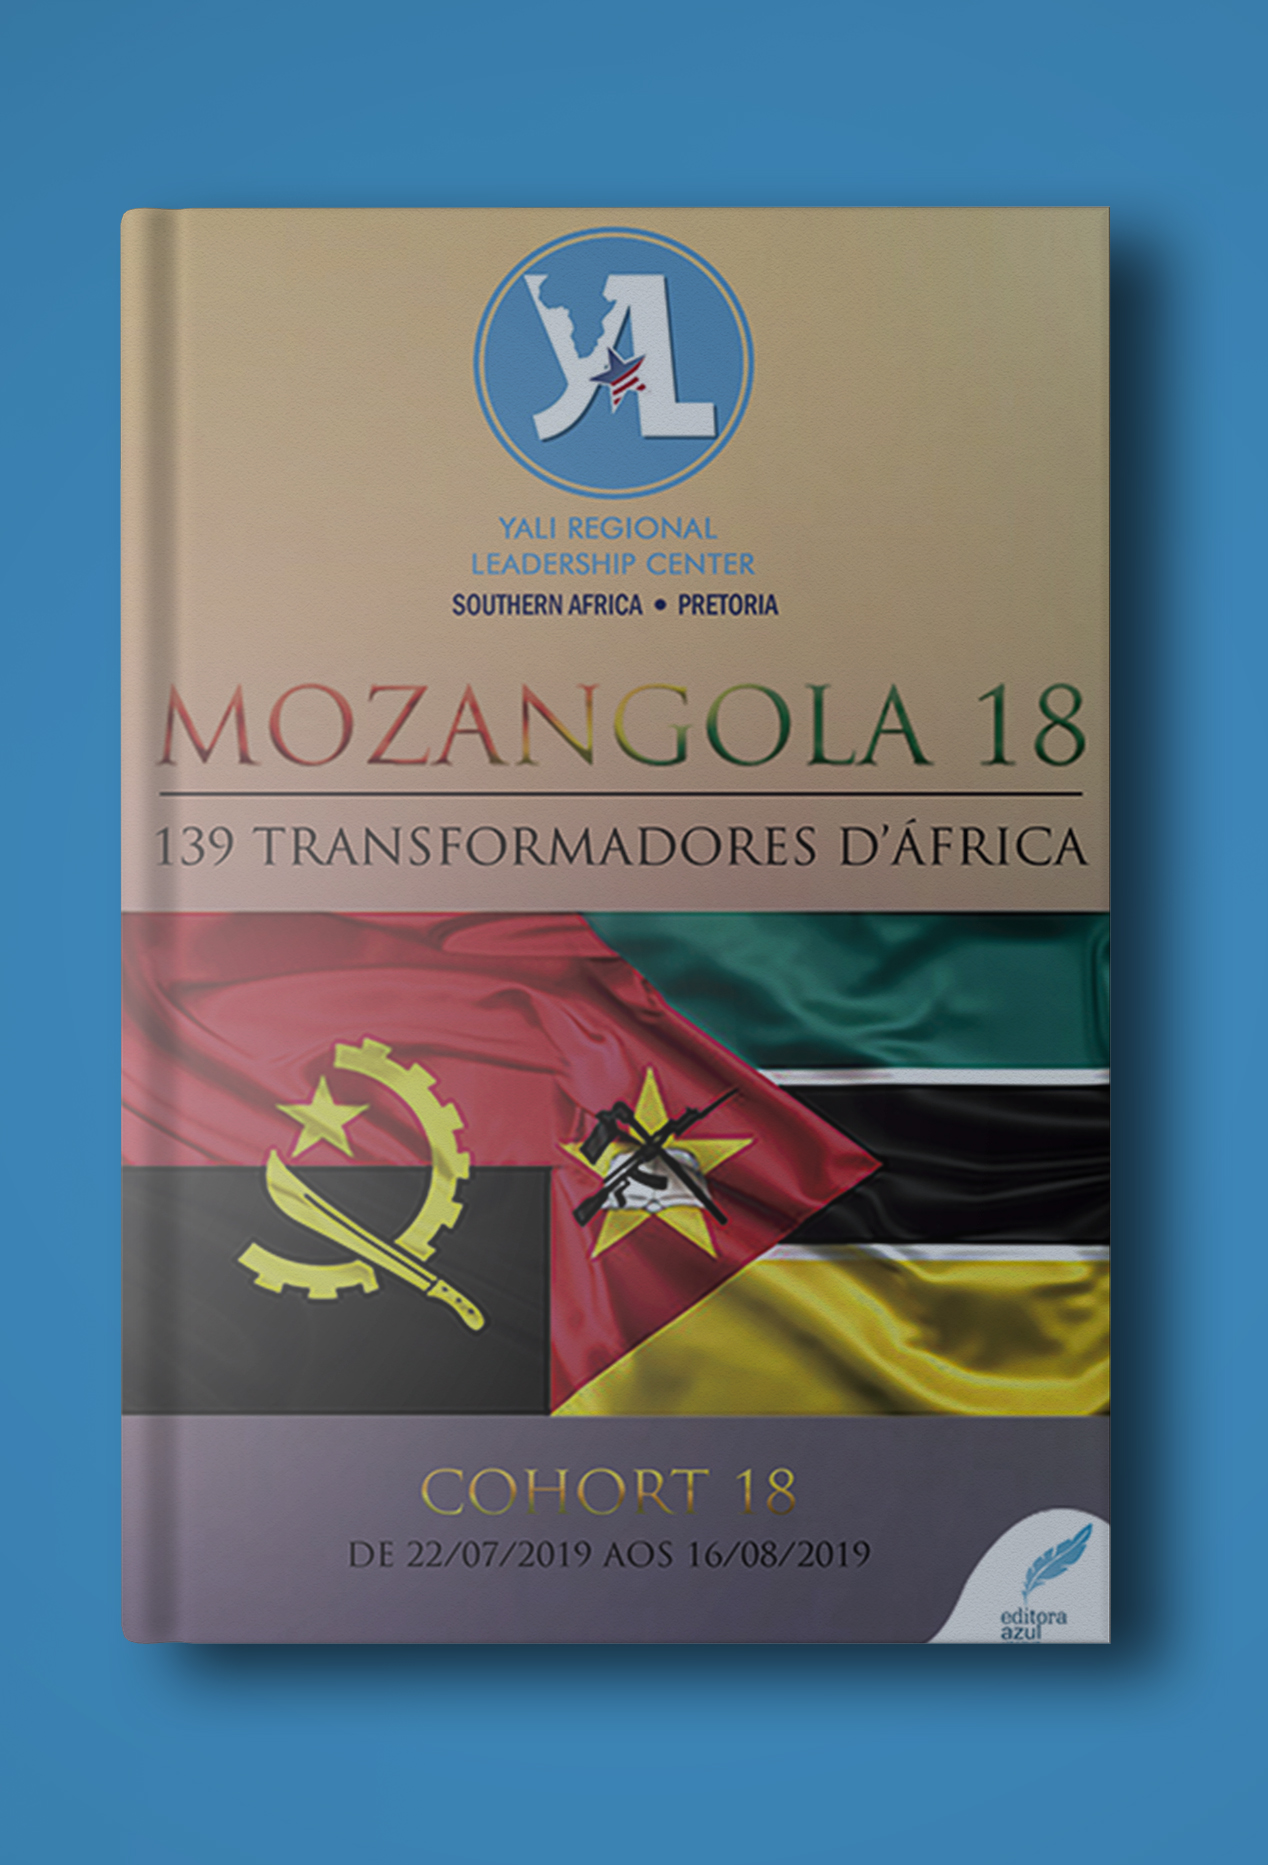 YALI REGIONAL
LEADERSHIP CENTER
SOUTHERN AFRICA • PRETORIA
MOZANGOLA 18
139 TRANSFORMADORES D'ÁFRICA
COHORT 18
DE 22/07/2019 AOS 16/08/2019
editora
azul